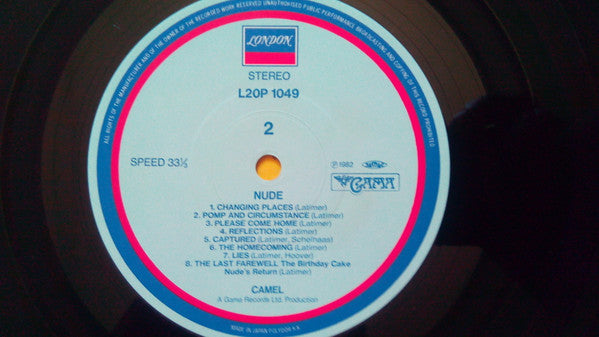 ALL RIGHTS OF THE MANUFACTURER AND OF THE OWNER OF THE RECORDED WORK RESERVED UNAUTHORISED PUBLIC PERFORMANCE BROADCASTING AND COPYING OF THIS RECORD PROHIBITED
LONDON
STEREO
L20P 1049
2
SPEED 33⅓
℗ 1982
GAMA
NUDE
1. CHANGING PLACES (Latimer)
2. POMP AND CIRCUMSTANCE (Latimer)
3. PLEASE COME HOME (Latimer)
4. REFLECTIONS (Latimer)
5. CAPTURED (Latimer, Schelhaas)
6. THE HOMECOMING (Latimer)
7. LIES (Latimer, Hoover)
8. THE LAST FAREWELL The Birthday Cake
Nude's Return (Latimer)
CAMEL
A Gama Records Ltd. Production
MADE IN JAPAN POLYDOR K.K.